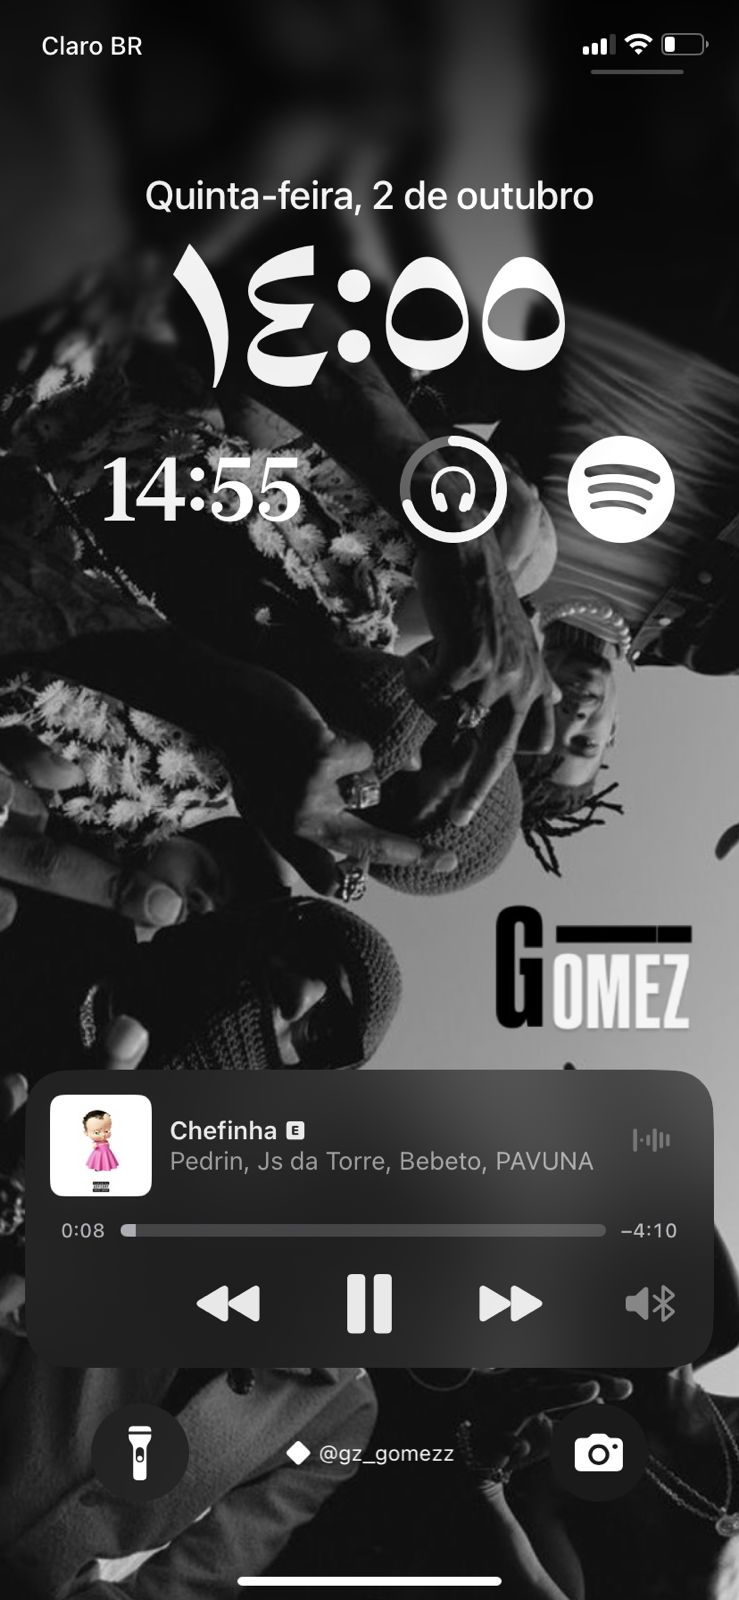 Claro BR
Quinta-feira, 2 de outubro
١٤:٥٥
14:55
GOMEZ
Chefinha E
Pedrin, Js da Torre, Bebeto, PAVUNA
0:08
−4:10
@gz_gomezz